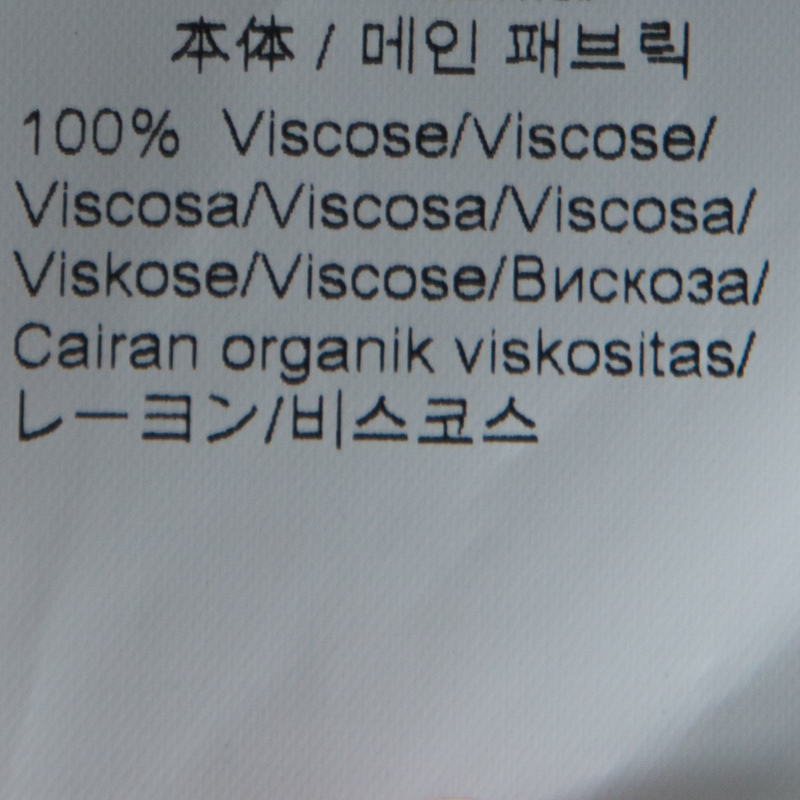 本体 / 메인 패브릭
100% Viscose/Viscose/
Viscosa/Viscosa/Viscosa/
Viskose/Viscose/Вискоза/
Cairan organik viskositas/
レーヨン/비스코스